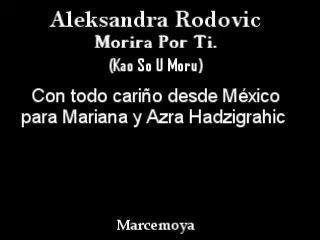 Aleksandra Rodovic
Morira Por Ti.
(Kao So U Moru)
Con todo cariño desde México
para Mariana y Azra Hadzigrahic
Marcemoya